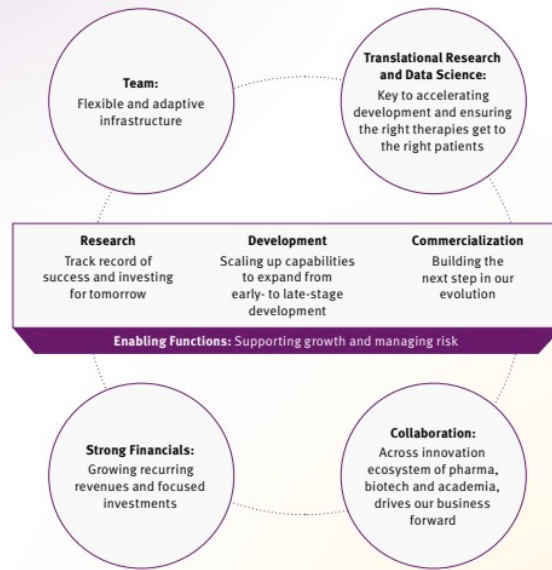 Team:
Flexible and adaptive
infrastructure
Translational Research
and Data Science:
Key to accelerating
development and ensuring
the right therapies get to
the right patients
Research
Track record of
success and investing
for tomorrow
Development
Scaling up capabilities
to expand from
early- to late-stage
development
Commercialization
Building the
next step in our
evolution
Enabling Functions: Supporting growth and managing risk
Strong Financials:
Growing recurring
revenues and focused
investments
Collaboration:
Across innovation
ecosystem of pharma,
biotech and academia,
drives our business
forward